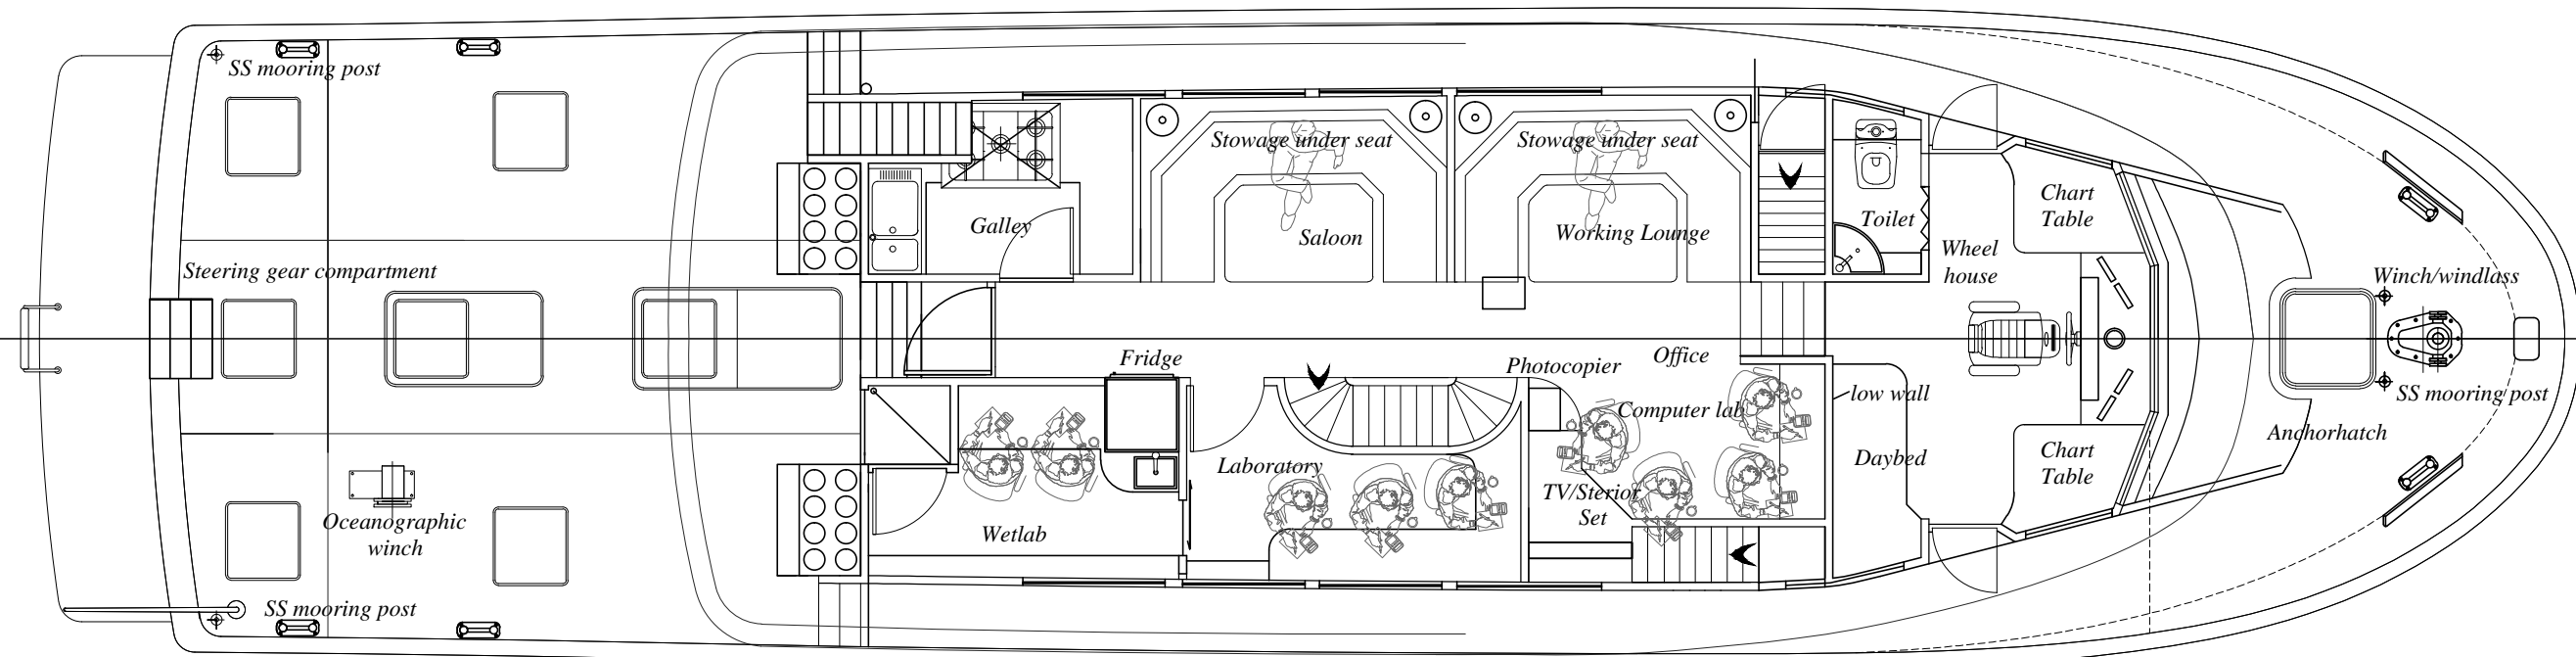 SS mooring post
Stowage under seat
Stowage under seat
Chart
Table
Galley
Saloon
Working Lounge
Toilet
Wheel
house
Steering gear compartment
Winch/windlass
Fridge
Photocopier
Office
low wall
SS mooring post
Computer lab
Anchorhatch
Laboratory
Daybed
Chart
Table
TV/Sterior
Set
Oceanographic
winch
Wetlab
SS mooring post